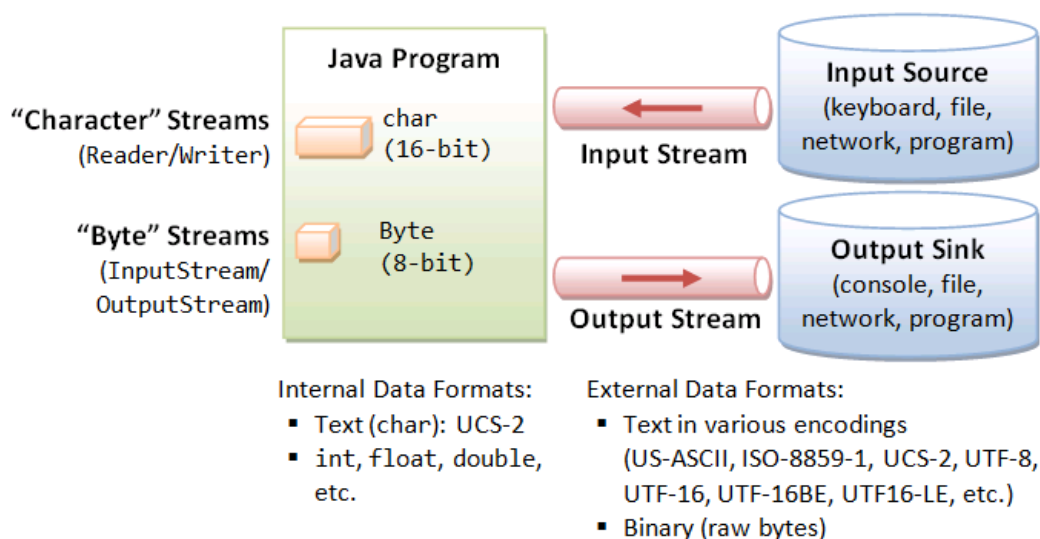 Java Program
"Character" Streams
(Reader/Writer)
char
(16-bit)
"Byte" Streams
(InputStream/
OutputStream)
Byte
(8-bit)
Input Stream
Output Stream
Input Source
(keyboard, file,
network, program)
Output Sink
(console, file,
network, program)
Internal Data Formats:
▪ Text (char): UCS-2
▪ int, float, double,
etc.
External Data Formats:
▪ Text in various encodings
(US-ASCII, ISO-8859-1, UCS-2, UTF-8,
UTF-16, UTF-16BE, UTF16-LE, etc.)
▪ Binary (raw bytes)